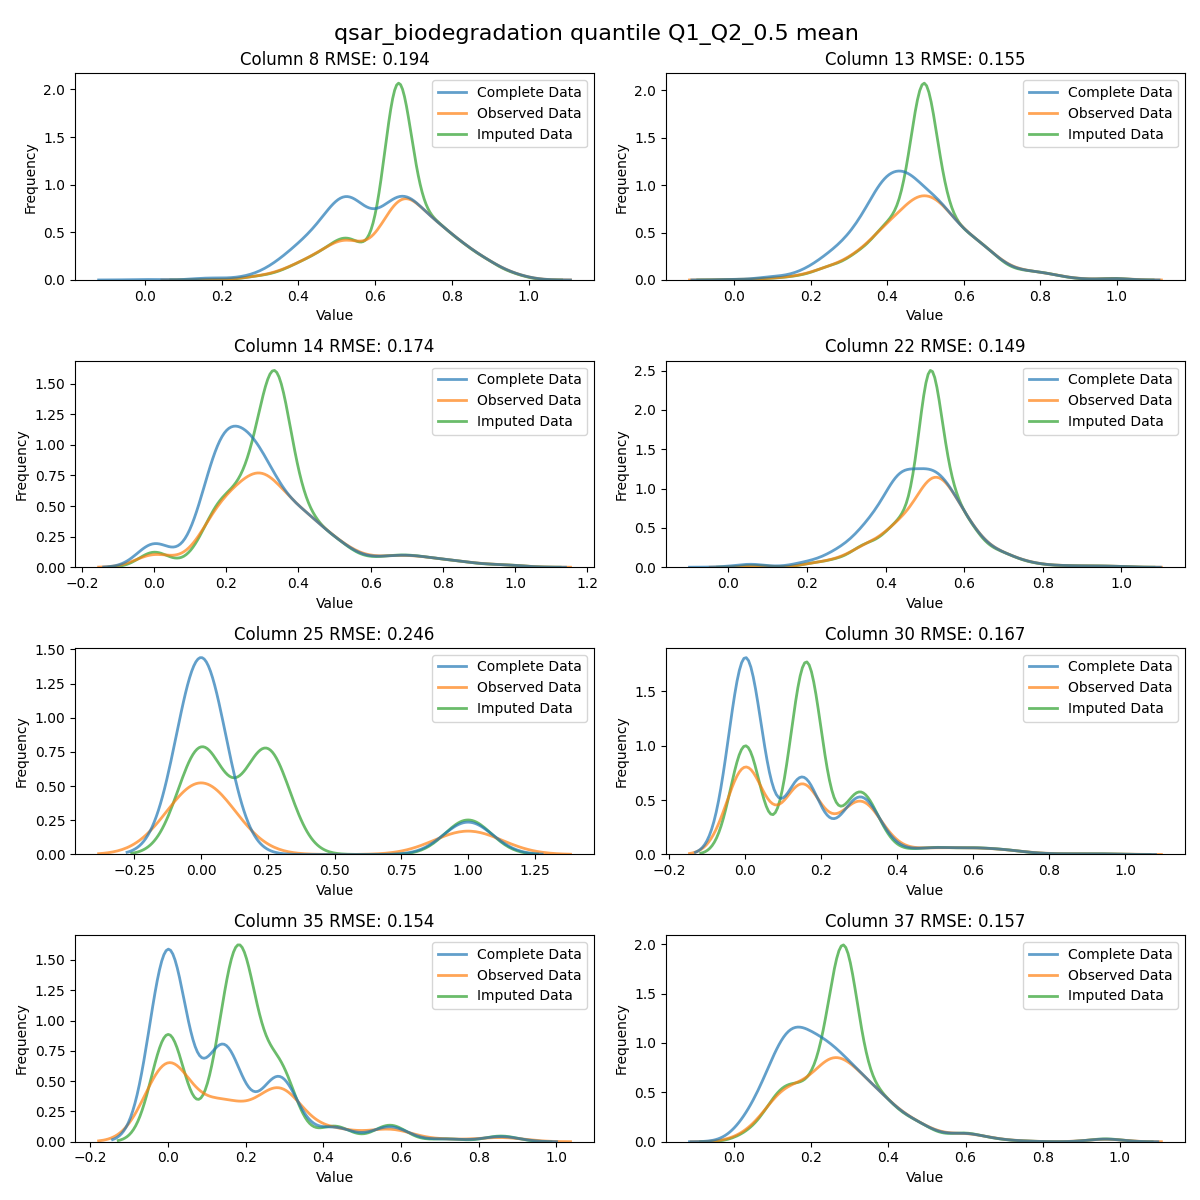 qsar_biodegradation quantile Q1_Q2_0.5 mean
Column 8 RMSE: 0.194
Frequency
2.0
1.5
1.0
0.5
0.0
Complete Data
Observed Data
Imputed Data
0.0 0.2 0.4 0.6 0.8 1.0
Value
Column 13 RMSE: 0.155
Frequency
2.0
1.5
1.0
0.5
0.0
Complete Data
Observed Data
Imputed Data
0.0 0.2 0.4 0.6 0.8 1.0
Value
Column 14 RMSE: 0.174
Frequency
1.50
1.25
1.00
0.75
0.50
0.25
0.00
Complete Data
Observed Data
Imputed Data
−0.2 0.0 0.2 0.4 0.6 0.8 1.0 1.2
Value
Column 22 RMSE: 0.149
Frequency
2.5
2.0
1.5
1.0
0.5
0.0
Complete Data
Observed Data
Imputed Data
0.0 0.2 0.4 0.6 0.8 1.0
Value
Column 25 RMSE: 0.246
Frequency
1.50
1.25
1.00
0.75
0.50
0.25
0.00
Complete Data
Observed Data
Imputed Data
−0.25 0.00 0.25 0.50 0.75 1.00 1.25
Value
Column 30 RMSE: 0.167
Frequency
1.5
1.0
0.5
0.0
Complete Data
Observed Data
Imputed Data
−0.2 0.0 0.2 0.4 0.6 0.8 1.0
Value
Column 35 RMSE: 0.154
Frequency
1.50
1.25
1.00
0.75
0.50
0.25
0.00
Complete Data
Observed Data
Imputed Data
−0.2 0.0 0.2 0.4 0.6 0.8 1.0
Value
Column 37 RMSE: 0.157
Frequency
2.0
1.5
1.0
0.5
0.0
Complete Data
Observed Data
Imputed Data
0.0 0.2 0.4 0.6 0.8 1.0
Value